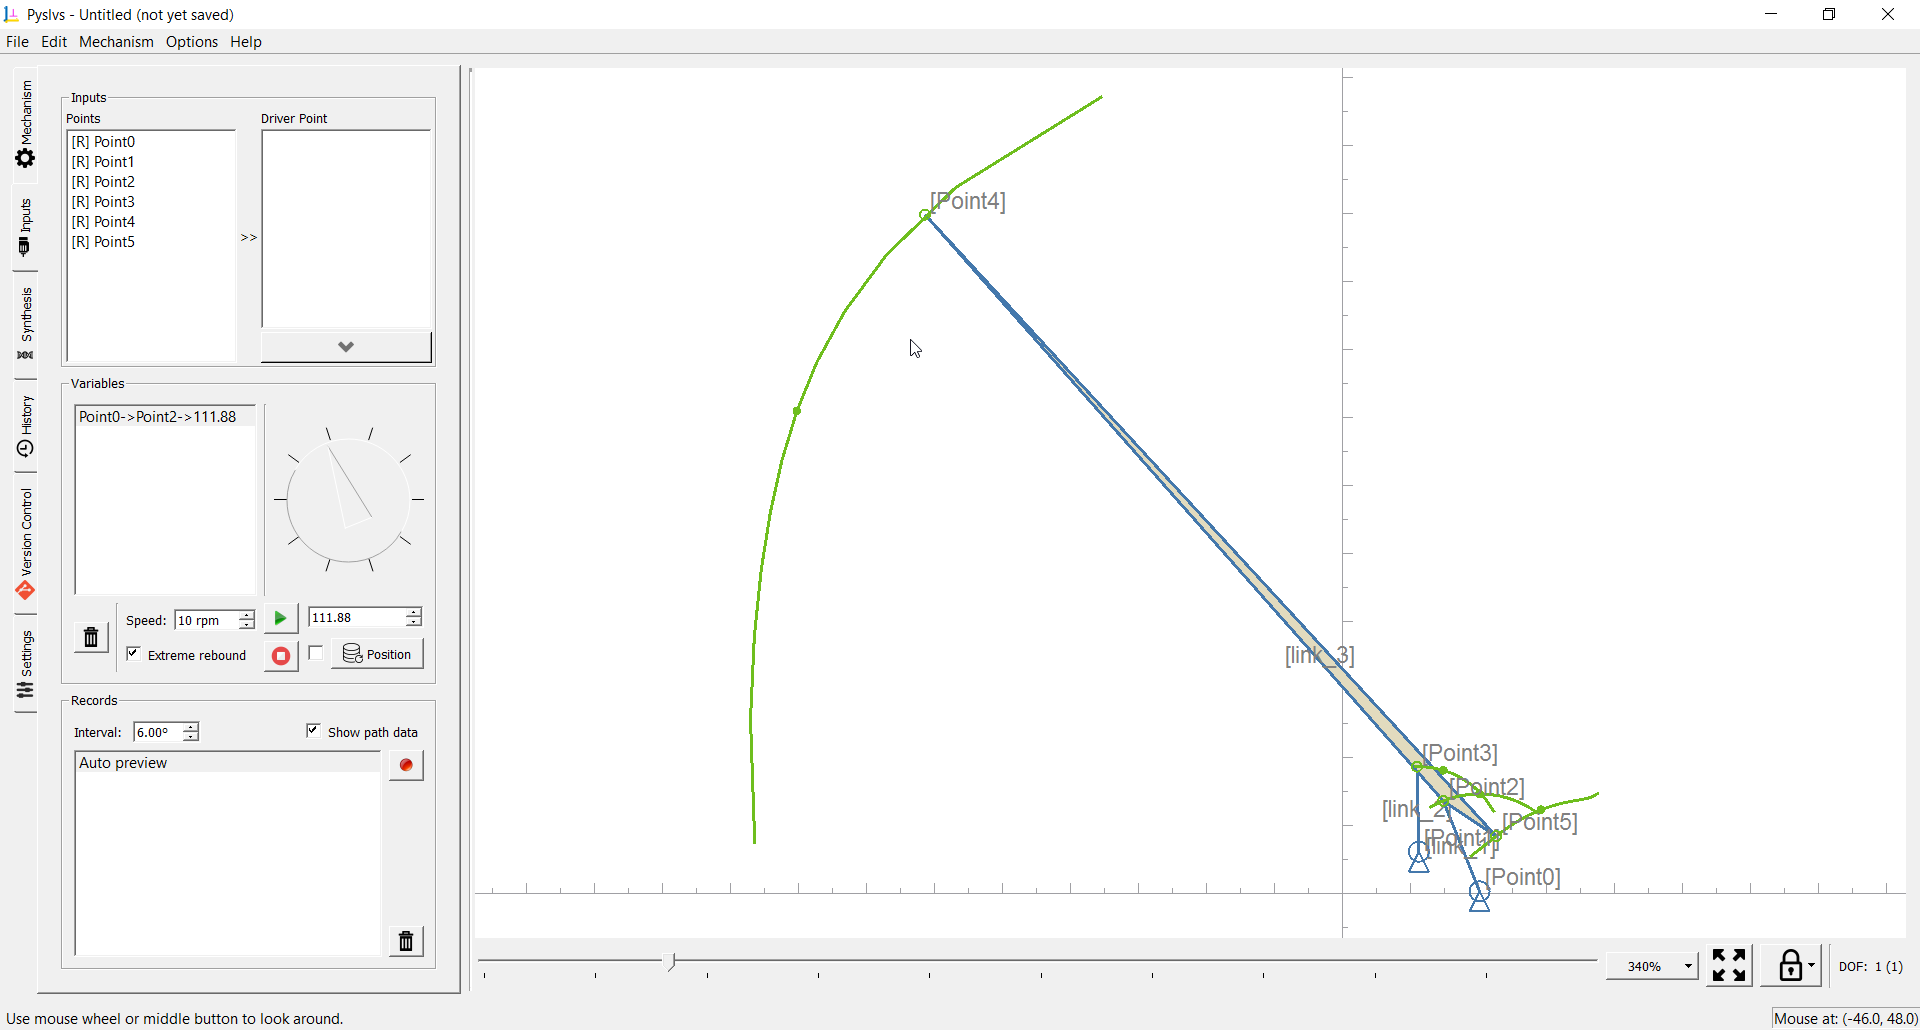 Pyslvs - Untitled (not yet saved)
File Edit Mechanism Options Help
Mechanism
Inputs
Synthesis
History
Version Control
Settings
Inputs
Points
Driver Point
[R] Point0
[R] Point1
[R] Point2
[R] Point3
[R] Point4
[R] Point5
>>
Variables
Point0->Point2->111.88
Speed: 10 rpm
111.88
Extreme rebound
Position
Records
Interval: 6.00°
Show path data
Auto preview
[Point4]
[link_3]
[Point3]
[Point2]
[link_2]
[Point5]
[Point1]
[link_1]
[Point0]
340%
DOF: 1 (1)
Use mouse wheel or middle button to look around.
Mouse at: (-46.0, 48.0)